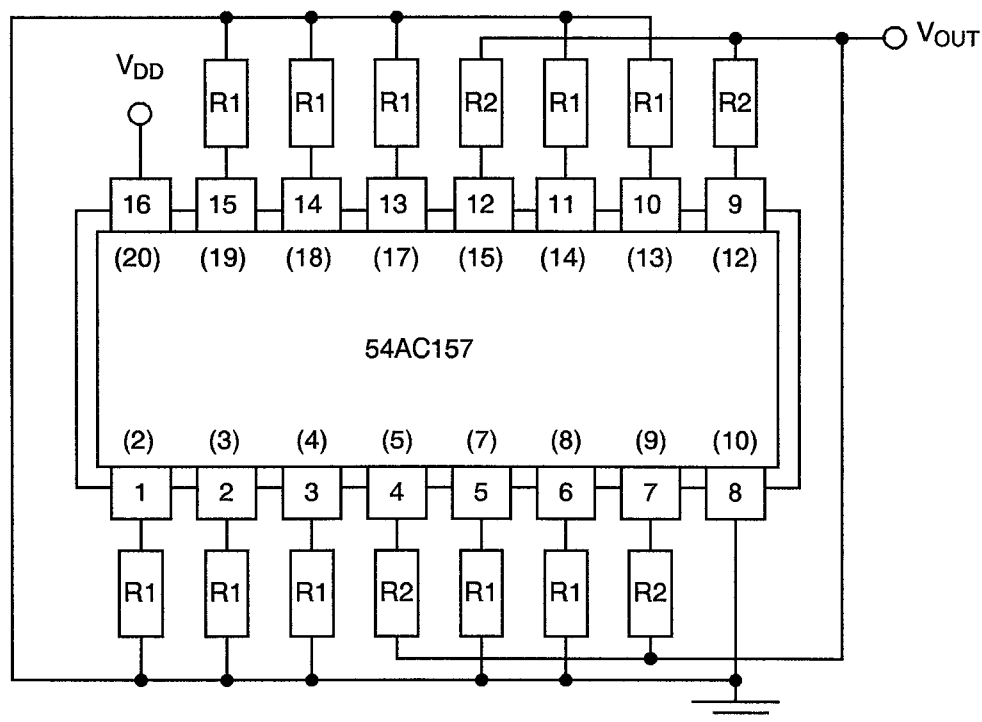 V_OUT
V_DD
R1 R1 R1 R2 R1 R1 R2
16 15 14 13 12 11 10 9
(20) (19) (18) (17) (15) (14) (13) (12)
54AC157
(2) (3) (4) (5) (7) (8) (9) (10)
1 2 3 4 5 6 7 8
R1 R1 R1 R2 R1 R1 R2